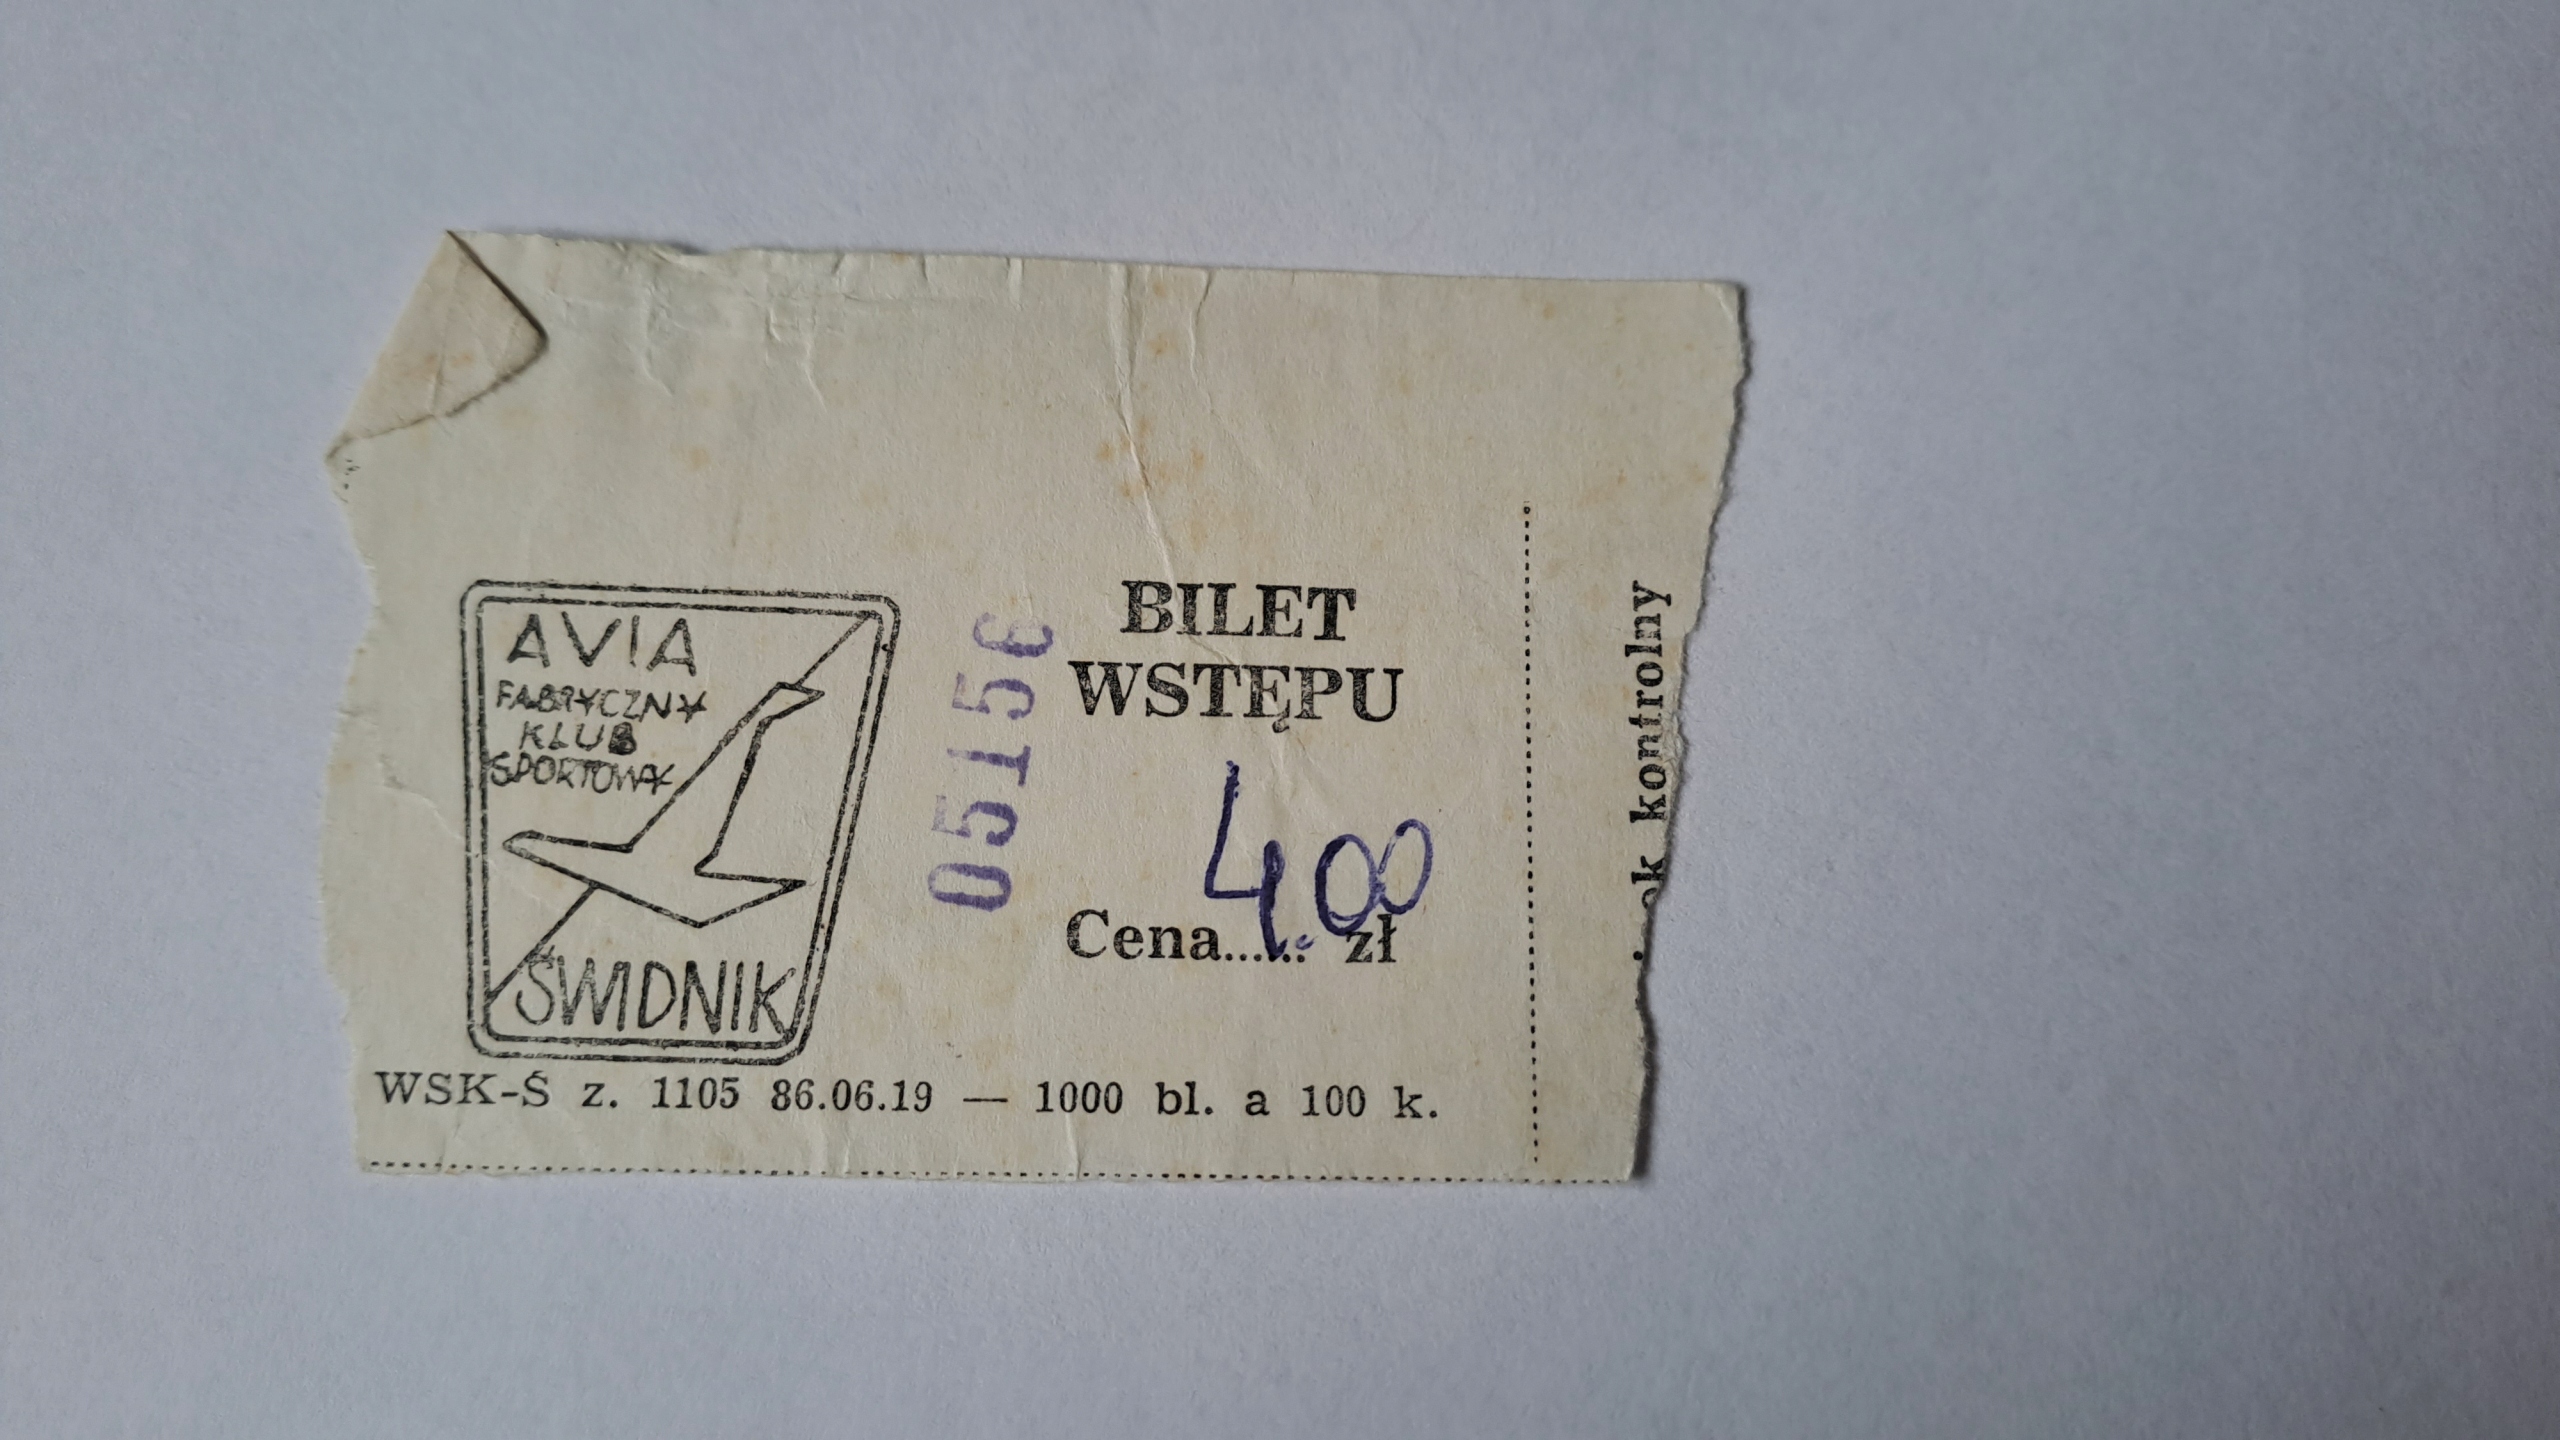 AVIA
FABRYCZNY
KLUB
SPORTOWY
ŚWIDNIK
05156
BILET
WSTĘPU
400
Cena...... zł
kontrolny
WSK-Ś z. 1105 86.06.19 — 1000 bl. a 100 k.